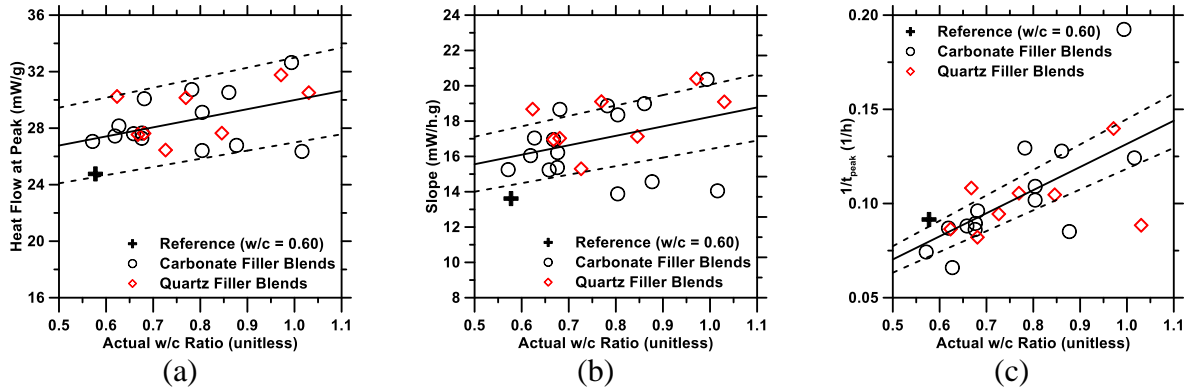 36
32
28
24
20
16
Heat Flow at Peak (mW/g)
Reference (w/c = 0.60)
Carbonate Filler Blends
Quartz Filler Blends
0.5 0.6 0.7 0.8 0.9 1.0 1.1
Actual w/c Ratio (unitless)
(a)
24
22
20
18
16
14
12
10
8
Slope (mW/h.g)
Reference (w/c = 0.60)
Carbonate Filler Blends
Quartz Filler Blends
0.5 0.6 0.7 0.8 0.9 1.0 1.1
Actual w/c Ratio (unitless)
(b)
0.20
0.15
0.10
0.05
1/tpeak (1/h)
Reference (w/c = 0.60)
Carbonate Filler Blends
Quartz Filler Blends
0.5 0.6 0.7 0.8 0.9 1.0 1.1
Actual w/c Ratio (unitless)
(c)